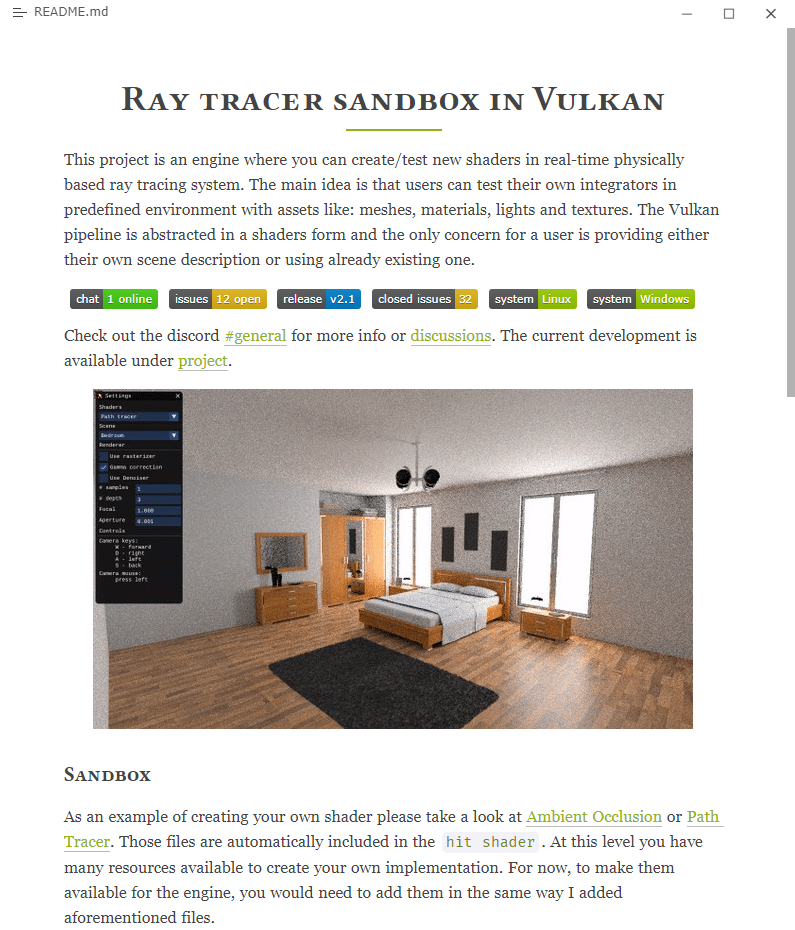 README.md
Ray tracer sandbox in Vulkan
This project is an engine where you can create/test new shaders in real-time physically
based ray tracing system. The main idea is that users can test their own integrators in
predefined environment with assets like: meshes, materials, lights and textures. The Vulkan
pipeline is abstracted in a shaders form and the only concern for a user is providing either
their own scene description or using already existing one.
chat 1 online issues 12 open release v2.1 closed issues 32 system Linux system Windows
Check out the discord #general for more info or discussions. The current development is
available under project.
Settings
Shaders
Path tracer
Scene
Bedroom
Renderer
Use rasterizer
Gamma correction
Use Denoiser
# samples 1
# depth 3
Focal 1.000
Aperture 0.001
Controls
Camera keys:
W - forward
D - right
A - left
S - back
Camera mouse:
press left
Sandbox
As an example of creating your own shader please take a look at Ambient Occlusion or Path
Tracer. Those files are automatically included in the hit shader. At this level you have
many resources available to create your own implementation. For now, to make them
available for the engine, you would need to add them in the same way I added
aforementioned files.